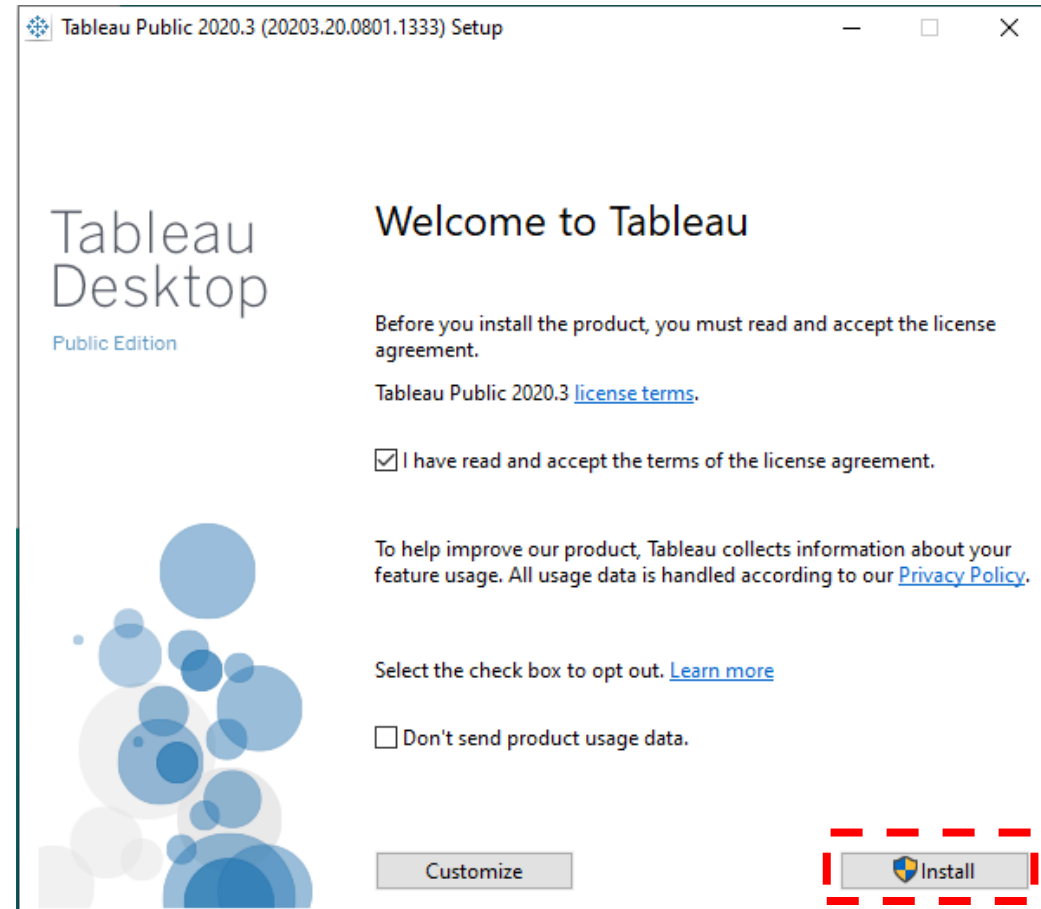 Tableau Public 2020.3 (20203.20.0801.1333) Setup
Tableau
Desktop
Public Edition
Welcome to Tableau
Before you install the product, you must read and accept the license
agreement.
Tableau Public 2020.3 license terms.
I have read and accept the terms of the license agreement.
To help improve our product, Tableau collects information about your
feature usage. All usage data is handled according to our Privacy Policy.
Select the check box to opt out. Learn more
Don't send product usage data.
Customize
Install